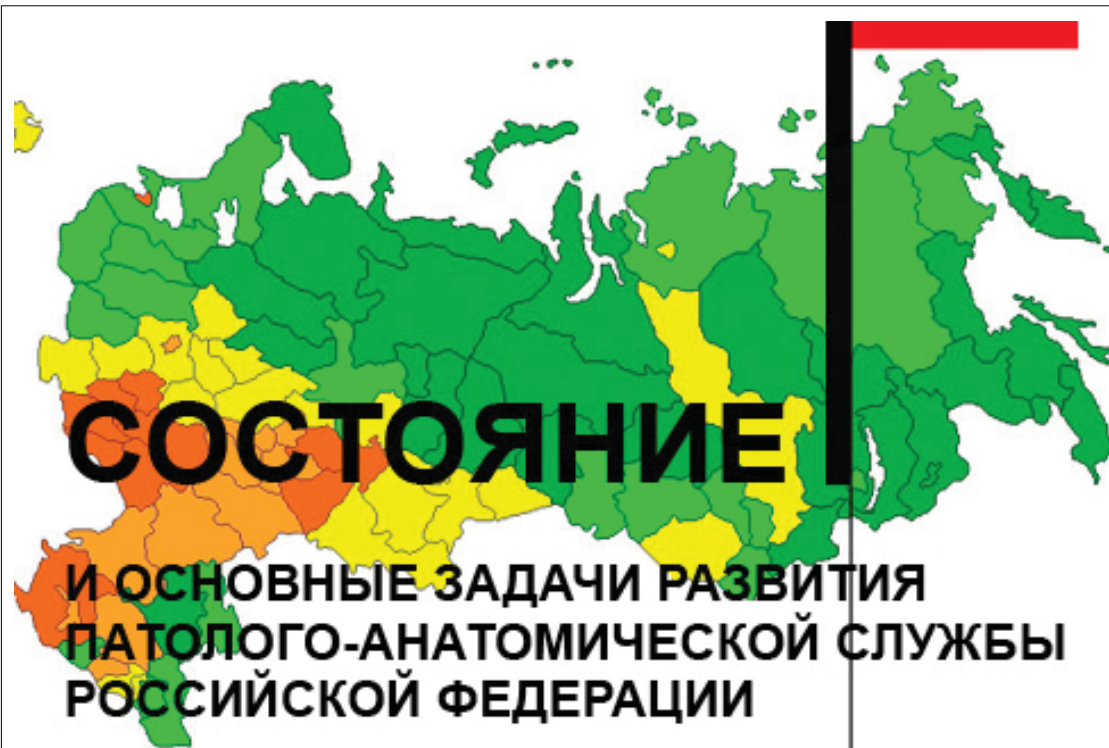 СОСТОЯНИЕ
И ОСНОВНЫЕ ЗАДАЧИ РАЗВИТИЯ
ПАТОЛОГО-АНАТОМИЧЕСКОЙ СЛУЖБЫ
РОССИЙСКОЙ ФЕДЕРАЦИИ